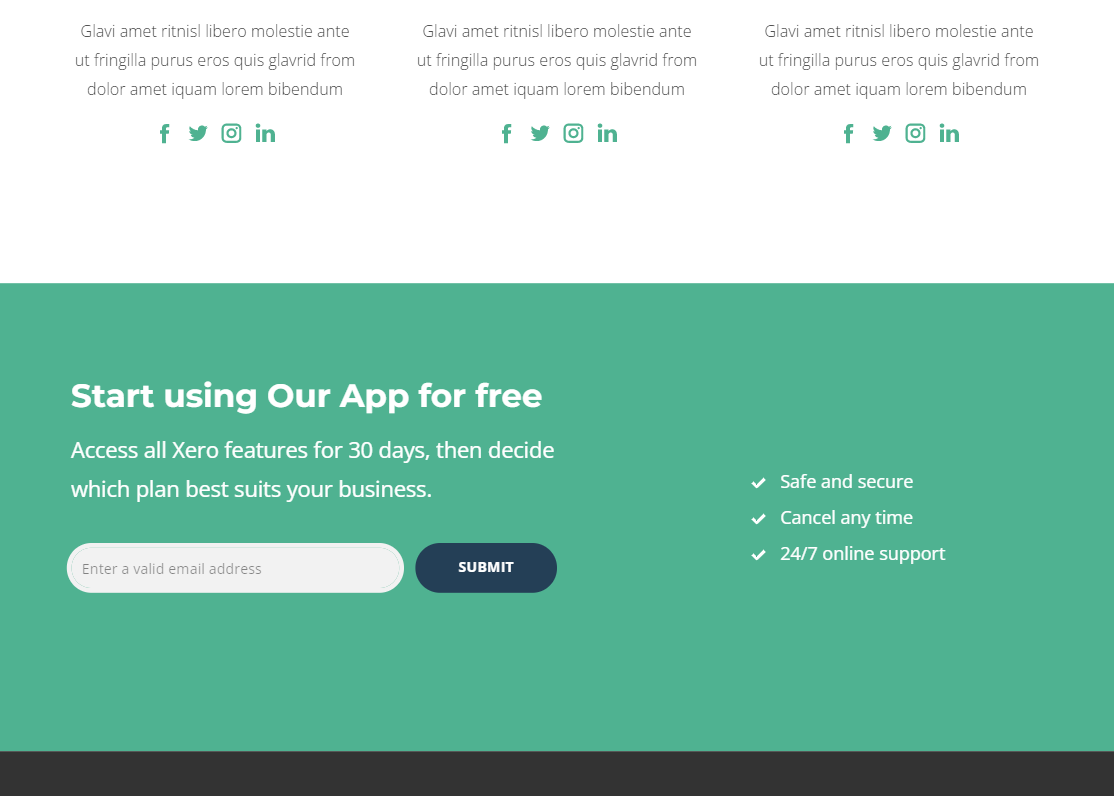 Glavi amet ritnisl libero molestie ante
ut fringilla purus eros quis glavrid from
dolor amet iquam lorem bibendum
Glavi amet ritnisl libero molestie ante
ut fringilla purus eros quis glavrid from
dolor amet iquam lorem bibendum
Glavi amet ritnisl libero molestie ante
ut fringilla purus eros quis glavrid from
dolor amet iquam lorem bibendum
Start using Our App for free
Access all Xero features for 30 days, then decide
which plan best suits your business.
Enter a valid email address
SUBMIT
Safe and secure
Cancel any time
24/7 online support